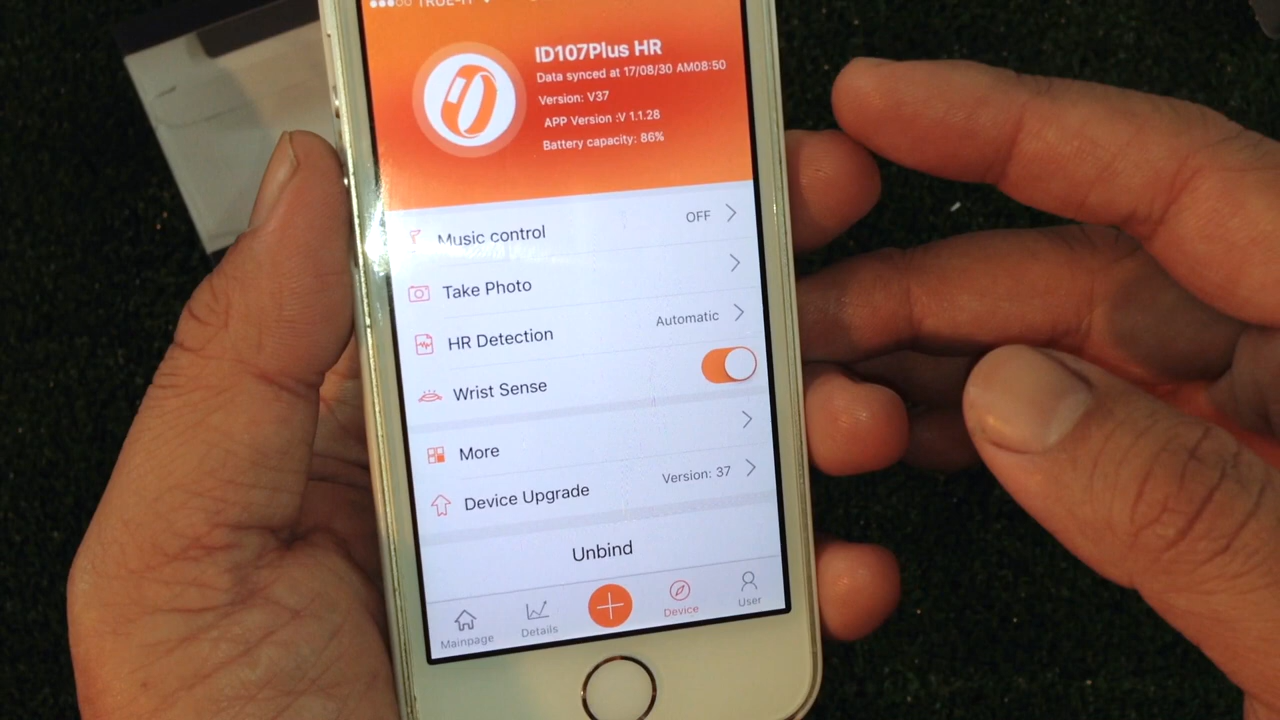 ID107Plus HR
Data synced at 17/08/30 AM08:50
Version: V37
APP Version :V 1.1.28
Battery capacity: 86%
Music control OFF
Take Photo
HR Detection Automatic
Wrist Sense
More
Device Upgrade Version: 37
Unbind
Mainpage Details Device User